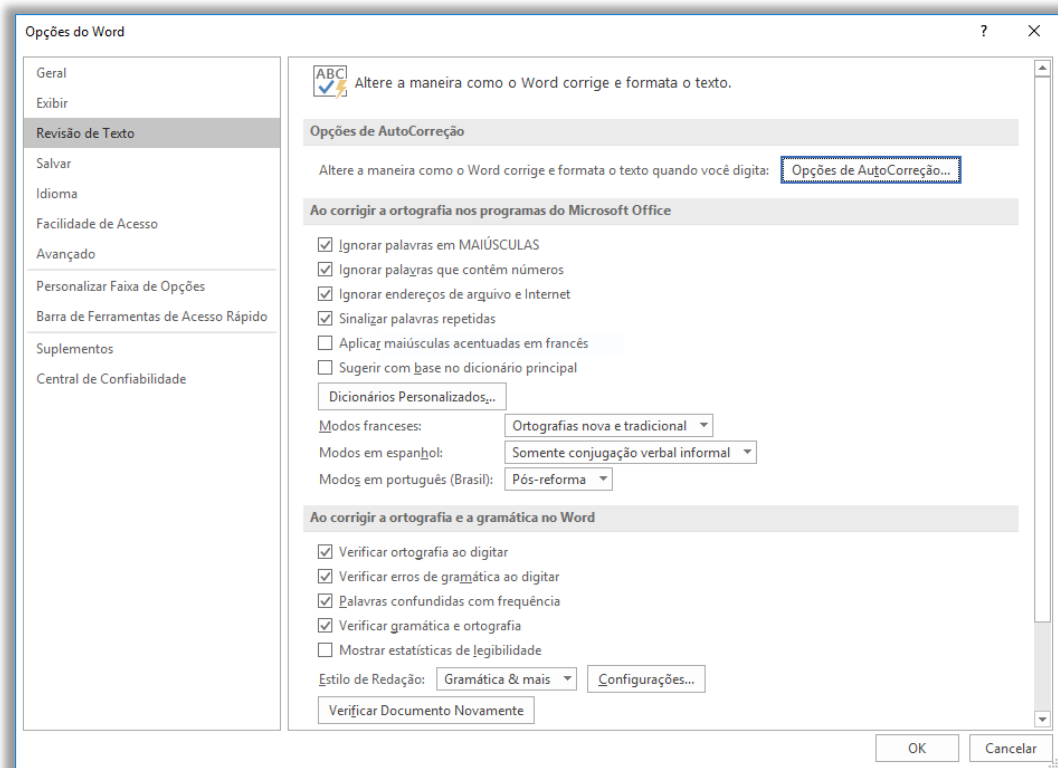 Opções do Word
?
Geral
Exibir
Revisão de Texto
Salvar
Idioma
Facilidade de Acesso
Avançado
Personalizar Faixa de Opções
Barra de Ferramentas de Acesso Rápido
Suplementos
Central de Confiabilidade
ABC
Altere a maneira como o Word corrige e formata o texto.
Opções de AutoCorreção
Altere a maneira como o Word corrige e formata o texto quando você digita: Opções de AutoCorreção...
Ao corrigir a ortografia nos programas do Microsoft Office
Ignorar palavras em MAIÚSCULAS
Ignorar palavras que contêm números
Ignorar endereços de arquivo e Internet
Sinalizar palavras repetidas
Aplicar maiúsculas acentuadas em francês
Sugerir com base no dicionário principal
Dicionários Personalizados...
Modos franceses: Ortografias nova e tradicional
Modos em espanhol: Somente conjugação verbal informal
Modos em português (Brasil): Pós-reforma
Ao corrigir a ortografia e a gramática no Word
Verificar ortografia ao digitar
Verificar erros de gramática ao digitar
Palavras confundidas com frequência
Verificar gramática e ortografia
Mostrar estatísticas de legibilidade
Estilo de Redação: Gramática & mais Configurações...
Verificar Documento Novamente
OK Cancelar